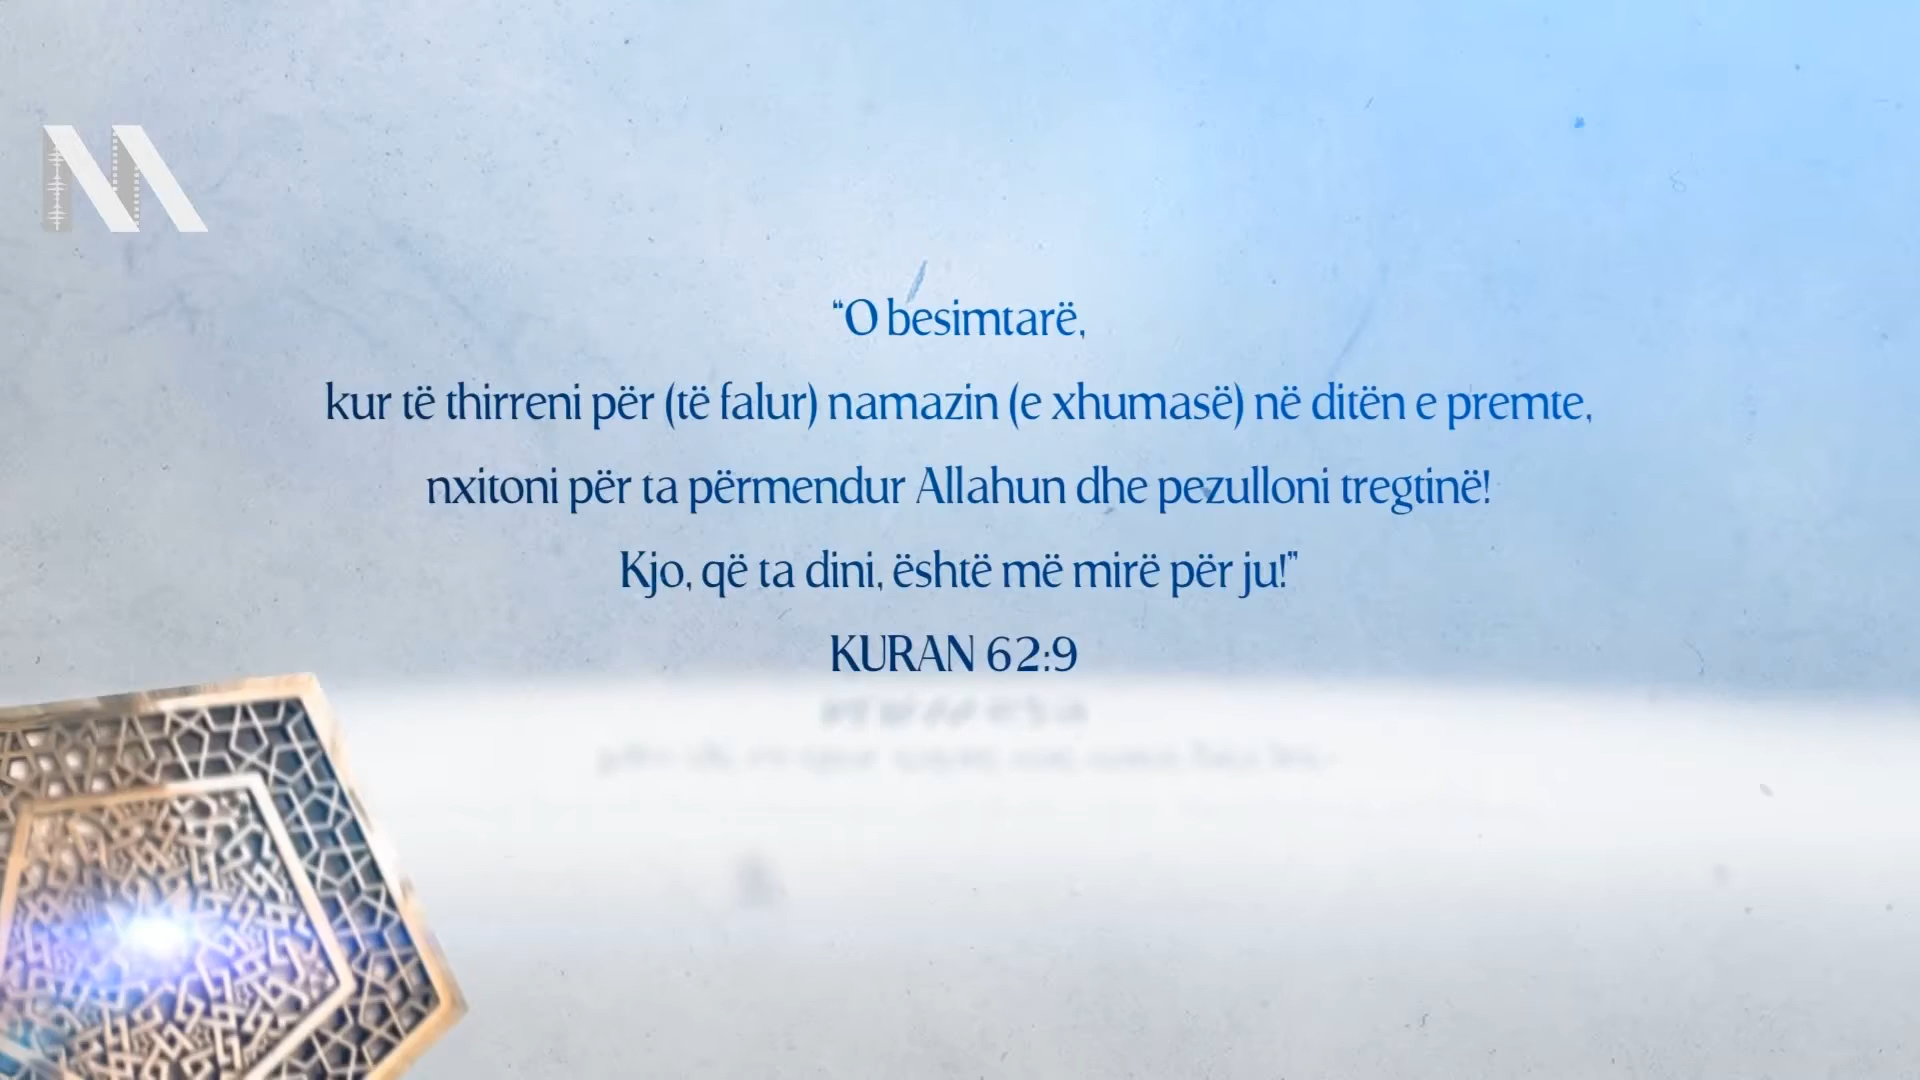 “O besimtarë,
kur të thirreni për (të falur) namazin (e xhumasë) në ditën e premte,
nxitoni për ta përmendur Allahun dhe pezulloni tregtinë!
Kjo, që ta dini, është më mirë për ju!”
KURAN 62:9